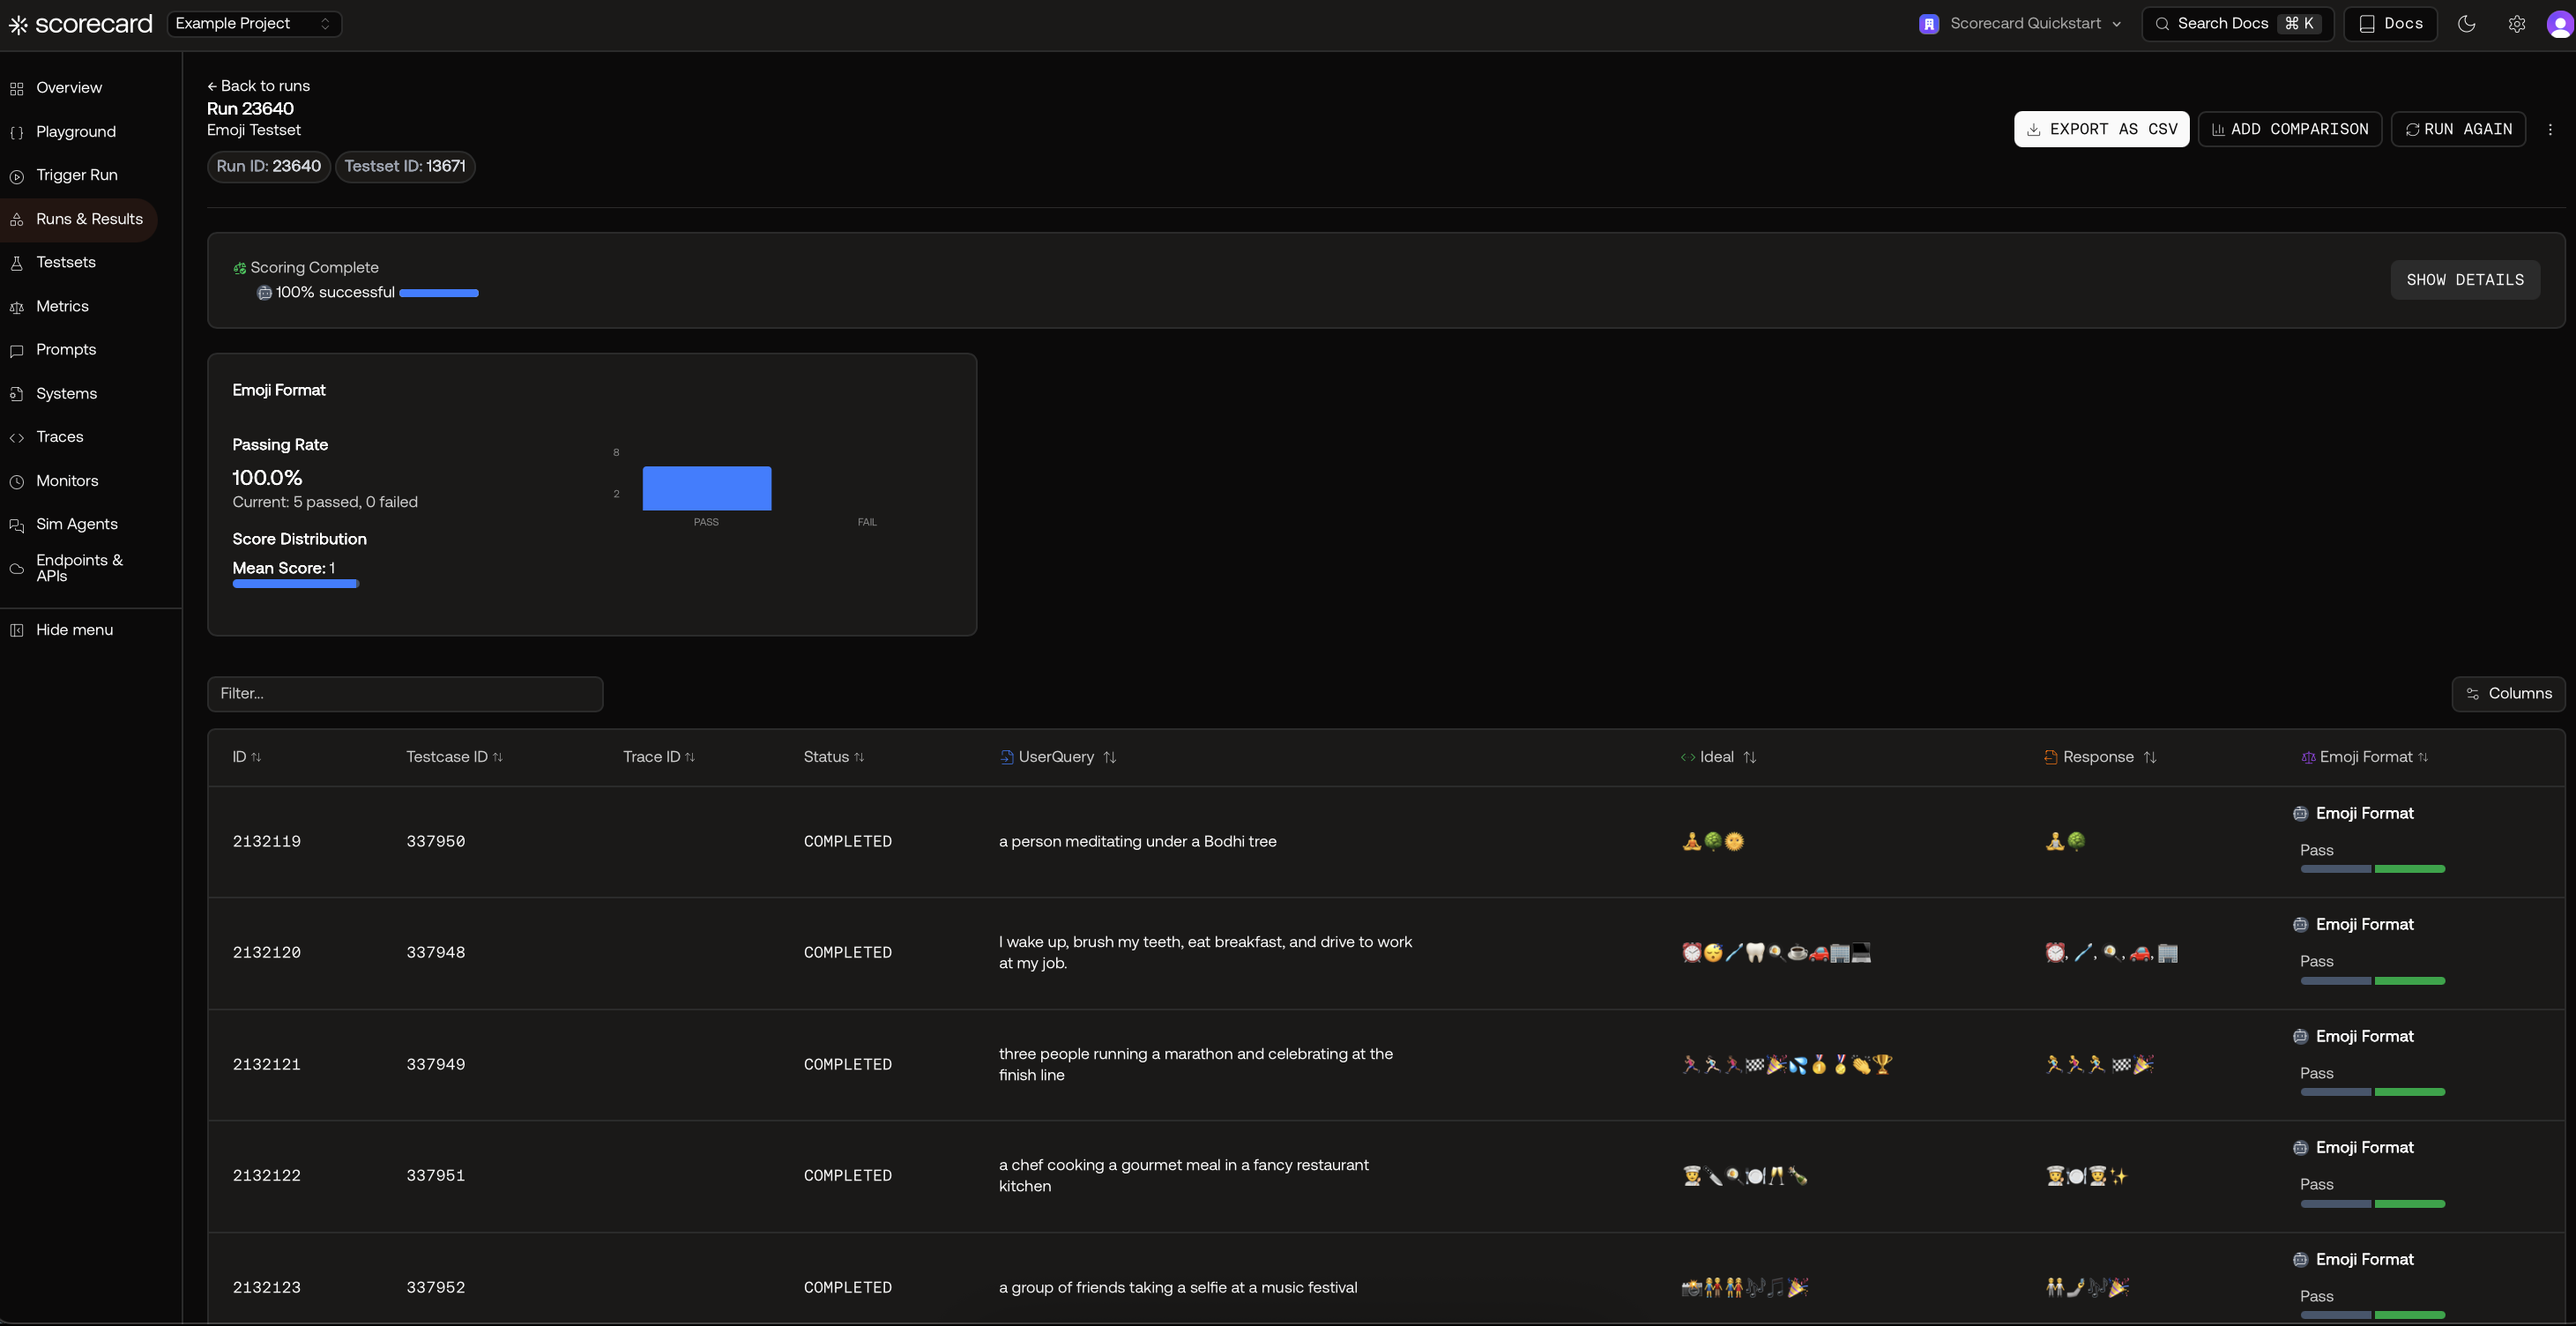 scorecard
Example Project
Scorecard Quickstart
Search Docs ⌘ K
Docs
Overview
Playground
Trigger Run
Runs & Results
Testsets
Metrics
Prompts
Systems
Traces
Monitors
Sim Agents
Endpoints &
APIs
Hide menu
← Back to runs
Run 23640
Emoji Testset
Run ID: 23640
Testset ID: 13671
EXPORT AS CSV
ADD COMPARISON
RUN AGAIN
Scoring Complete
100% successful
SHOW DETAILS
Emoji Format
Passing Rate
100.0%
Current: 5 passed, 0 failed
Score Distribution
Mean Score: 1
8
2
PASS
FAIL
Filter...
Columns
ID
Testcase ID
Trace ID
Status
UserQuery
Ideal
Response
Emoji Format
2132119
337950
COMPLETED
a person meditating under a Bodhi tree
Emoji Format
Pass
2132120
337948
COMPLETED
I wake up, brush my teeth, eat breakfast, and drive to work
at my job.
Emoji Format
Pass
2132121
337949
COMPLETED
three people running a marathon and celebrating at the
finish line
Emoji Format
Pass
2132122
337951
COMPLETED
a chef cooking a gourmet meal in a fancy restaurant
kitchen
Emoji Format
Pass
2132123
337952
COMPLETED
a group of friends taking a selfie at a music festival
Emoji Format
Pass